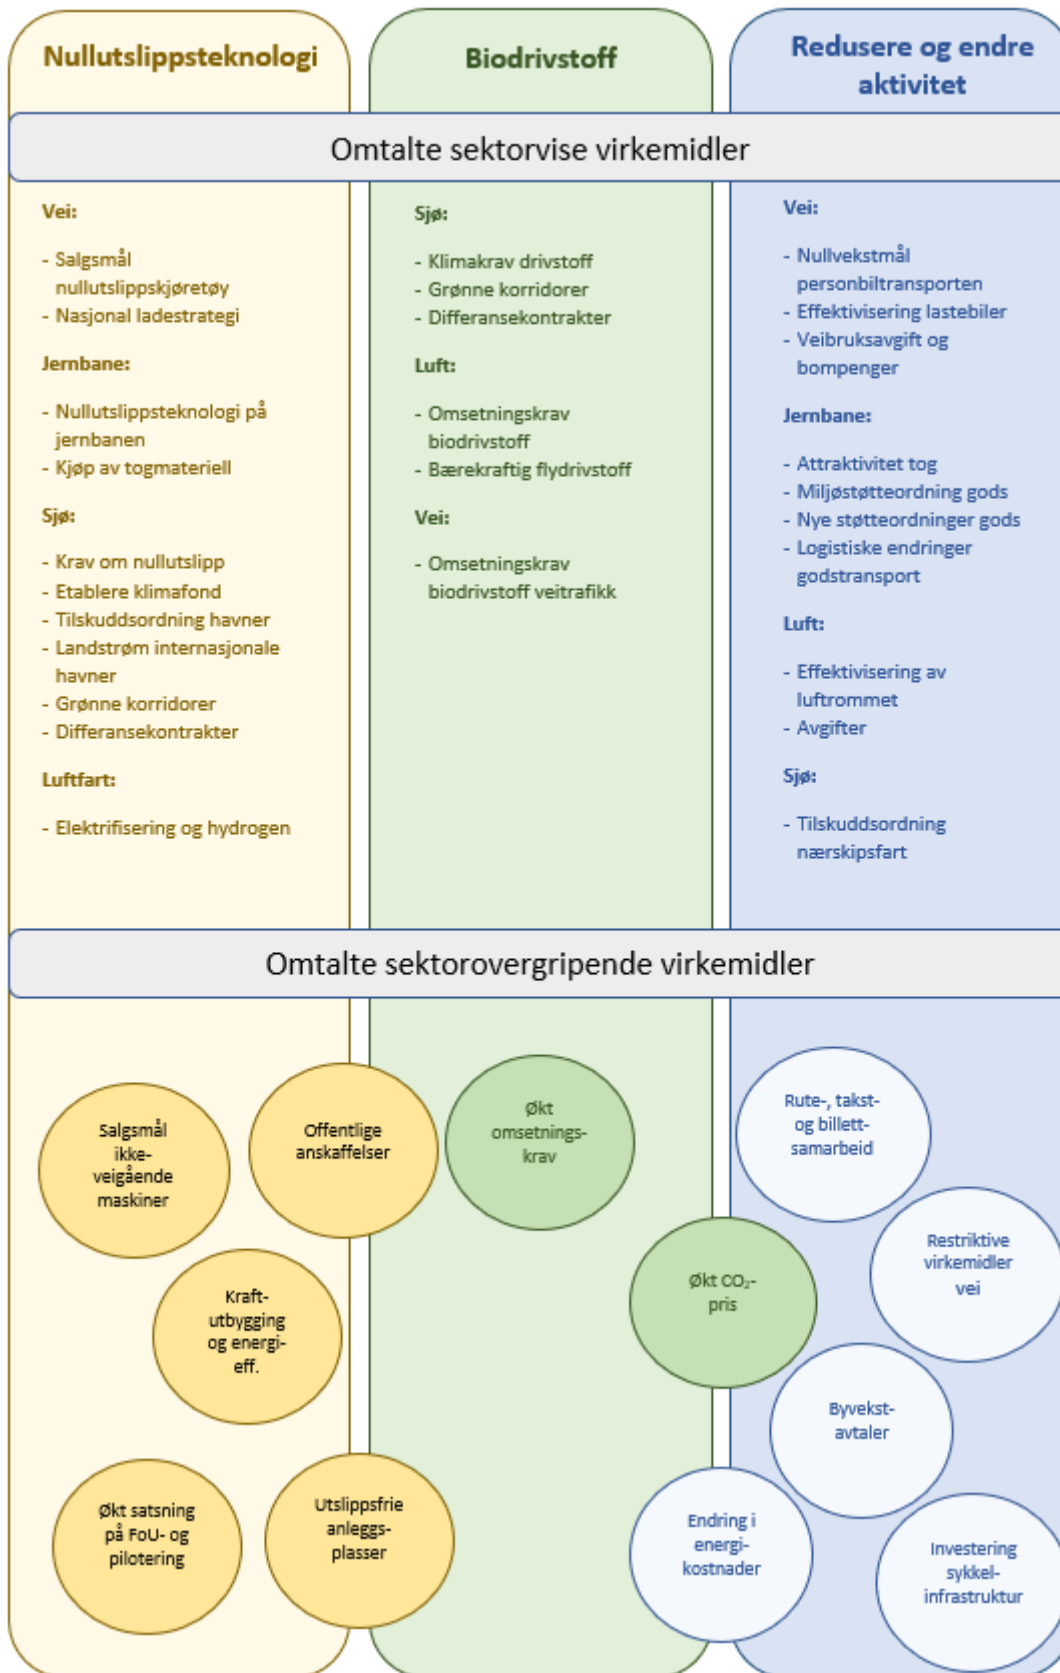 Nullutslippsteknologi
Biodrivstoff
Redusere og endre
aktivitet
Omtalte sektorvise virkemidler
Vei:
- Salgsmål
nullutslippskjøretøy
- Nasjonal ladestrategi
Jernbane:
- Nullutslippsteknologi på
jernbanen
- Kjøp av togmateriell
Sjø:
- Krav om nullutslipp
- Etablere klimafond
- Tilskuddsordning havner
- Landstrøm internasjonale
havner
- Grønne korridorer
- Differansekontrakter
Luftfart:
- Elektrifisering og hydrogen
Sjø:
- Klimakrav drivstoff
- Grønne korridorer
- Differansekontrakter
Luft:
- Omsetningskrav
biodrivstoff
- Bærekraftig flydrivstoff
Vei:
- Omsetningskrav
biodrivstoff veitrafikk
Vei:
- Nullvekstmål
personbiltransporten
- Effektivisering lastebiler
- Veibruksavgift og
bompenger
Jernbane:
- Attraktivitet tog
- Miljøstøtteordning gods
- Nye støtteordninger gods
- Logistiske endringer
godstransport
Luft:
- Effektivisering av
luftrommet
- Avgifter
Sjø:
- Tilskuddsordning
nærskipsfart
Omtalte sektorovergripende virkemidler
Salgsmål
ikke-
veigående
maskiner
Offentlige
anskaffelser
Kraft-
utbygging
og energi-
eff.
Økt satsning
på FoU- og
pilotering
Utslippsfrie
anleggs-
plasser
Økt
omsetnings-
krav
Økt CO₂-
pris
Rute-, takst-
og billett-
samarbeid
Restriktive
virkemidler
vei
Byvekst-
avtaler
Endring i
energi-
kostnader
Investering
sykkel-
infrastruktur